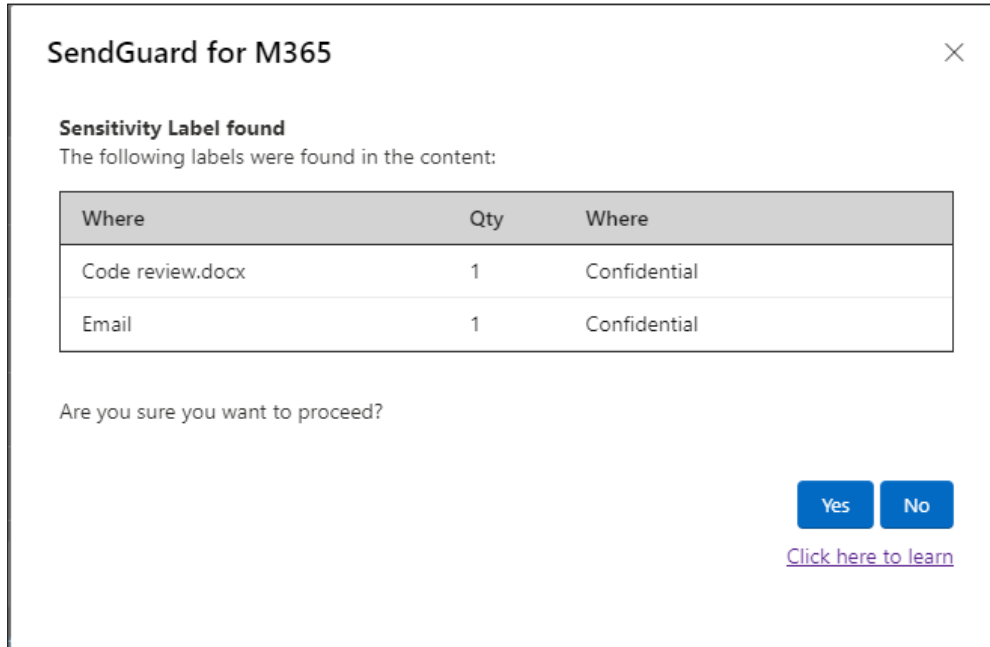 SendGuard for M365
Sensitivity Label found
The following labels were found in the content:
Where Qty Where
Code review.docx 1 Confidential
Email 1 Confidential
Are you sure you want to proceed?
Yes No
Click here to learn